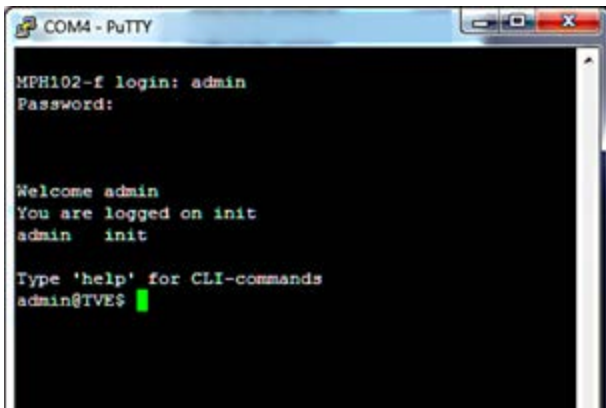 COM4 - PuTTY
MPH102-f login: admin
Password:
Welcome admin
You are logged on init
admin   init
Type 'help' for CLI-commands
admin@TVE$